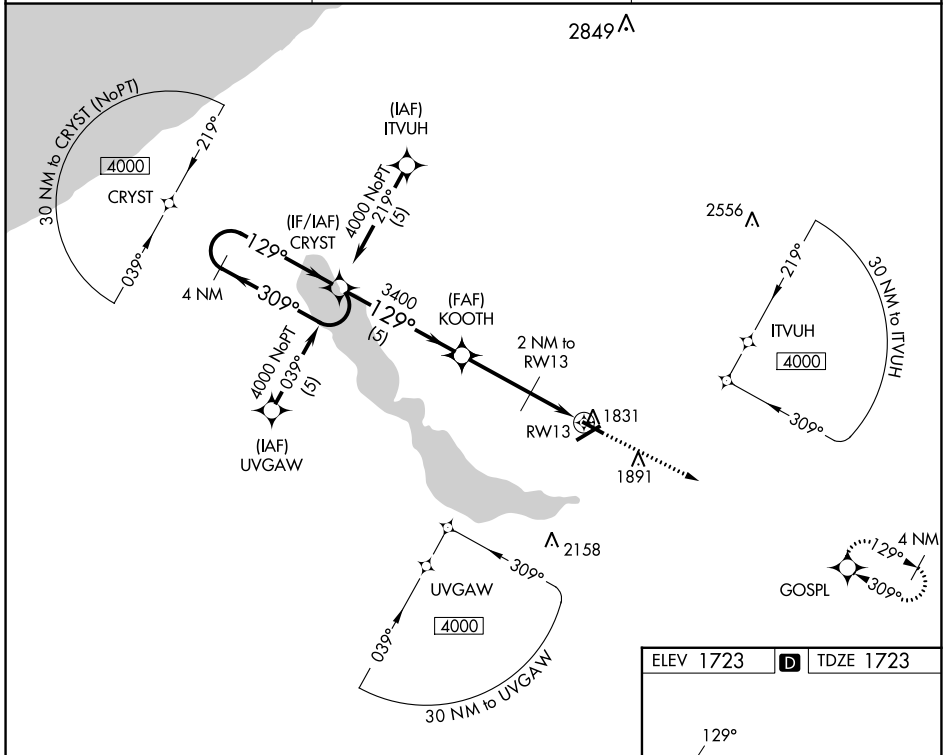 2849
30 NM to CRYST (NoPT)
219°
4000
CRYST
039°
(IAF)
ITVUH
4000 NoPT
219°
(5)
(IF/IAF)
CRYST
129°
4 NM
309°
3400
129°
(5)
(FAF)
KOOTH
2 NM to
RW13
4000 NoPT
039°
(5)
(IAF)
UVGAW
RW13
1831
1891
2556
219°
30 NM to ITVUH
ITVUH
4000
309°
2158
309°
UVGAW
4000
039°
30 NM to UVGAW
4 NM
129°
309°
GOSPL
ELEV 1723 D TDZE 1723
129°